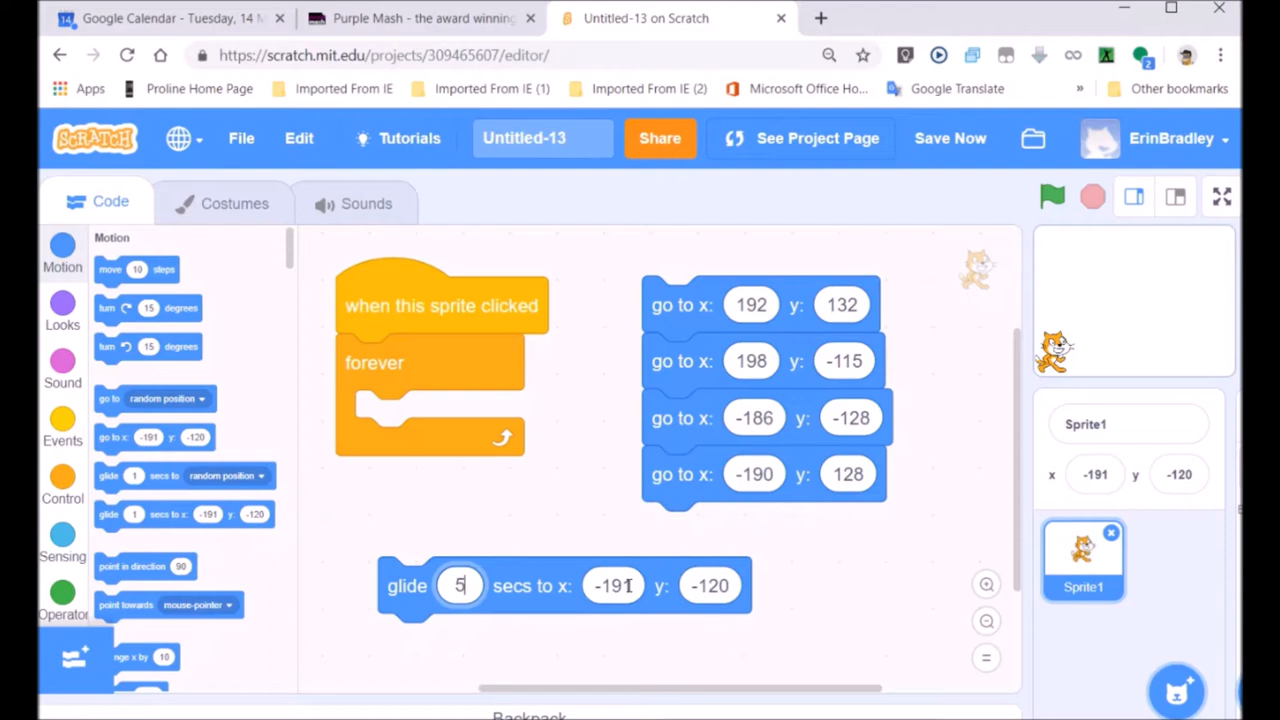 14 Google Calendar - Tuesday, 14 M
Purple Mash - the award winning
Untitled-13 on Scratch
https://scratch.mit.edu/projects/309465607/editor/
2
Apps Proline Home Page Imported From IE Imported From IE (1) Imported From IE (2) Microsoft Office Ho... Google Translate » Other bookmarks
SCRATCH File Edit Tutorials Untitled-13 Share See Project Page Save Now ErinBradley
Code Costumes Sounds
Motion
Looks
Sound
Events
Control
Sensing
Operator
Motion
move 10 steps
turn 15 degrees
turn 15 degrees
go to random position
go to x: -191 y: -120
glide 1 secs to random position
glide 1 secs to x: -191 y: -120
point in direction 90
point towards mouse-pointer
nge x by 10
when this sprite clicked
forever
go to x: 192 y: 132
go to x: 198 y: -115
go to x: -186 y: -128
go to x: -190 y: 128
glide 5 secs to x: -191 y: -120
Sprite1
x -191 y -120
Sprite1
Backpack